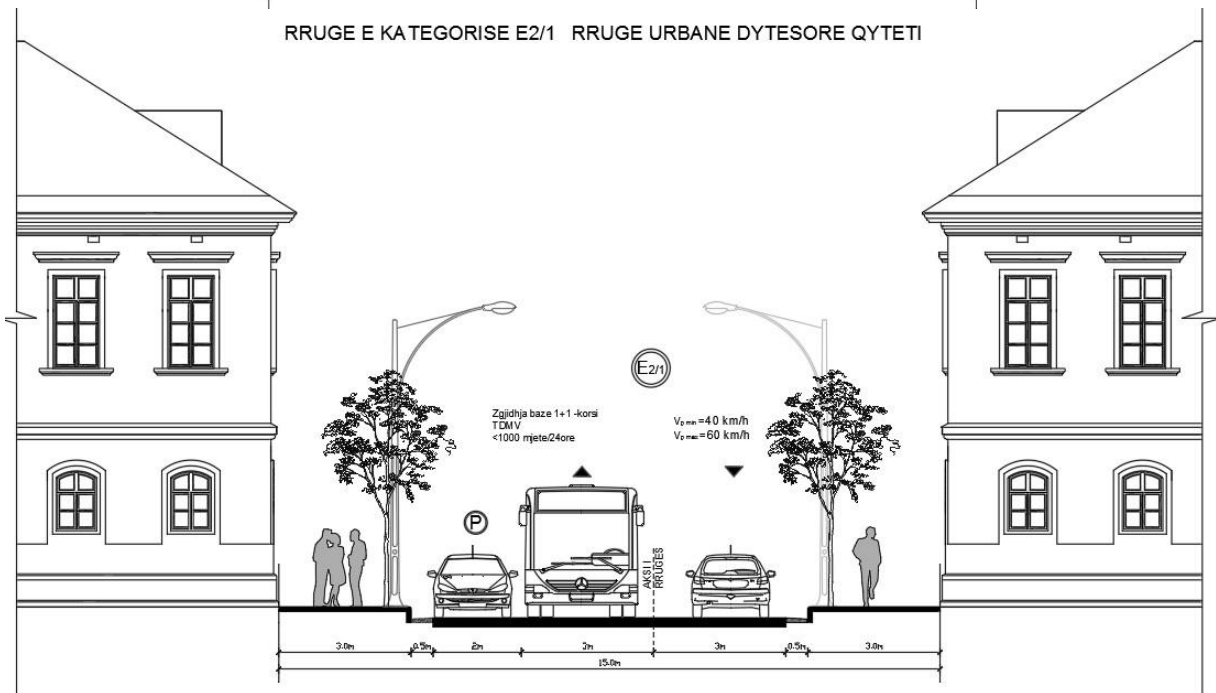 RRUGE E KATEGORISE E2/1 RRUGE URBANE DYTESORE QYTETI
E2/1
Zgjidhja baze 1+1 -korsi
TDMV
<1000 mjete/24ore
Vp min=40 km/h
Vp max=60 km/h
P
AKSI I
RRUGES
3.0m 0.5m 2m 3m 3m 0.5m 3.0m
15.0m